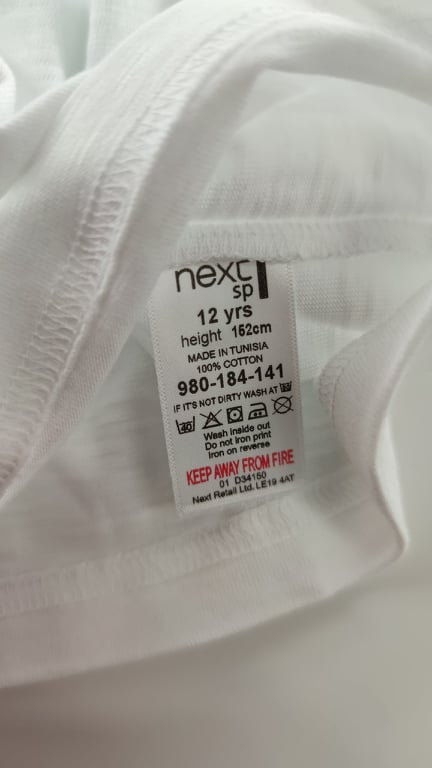 next
sp
12 yrs
height 152cm
MADE IN TUNISIA
100% COTTON
980-184-141
IF IT'S NOT DIRTY WASH AT 30
40
Wash inside out
Do not iron print
Iron on reverse
KEEP AWAY FROM FIRE
01 D34150
Next Retail Ltd. LE19 4AT